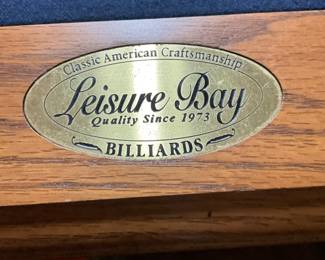 Classic American Craftsmanship
Leisure Bay
Quality Since 1973
BILLIARDS